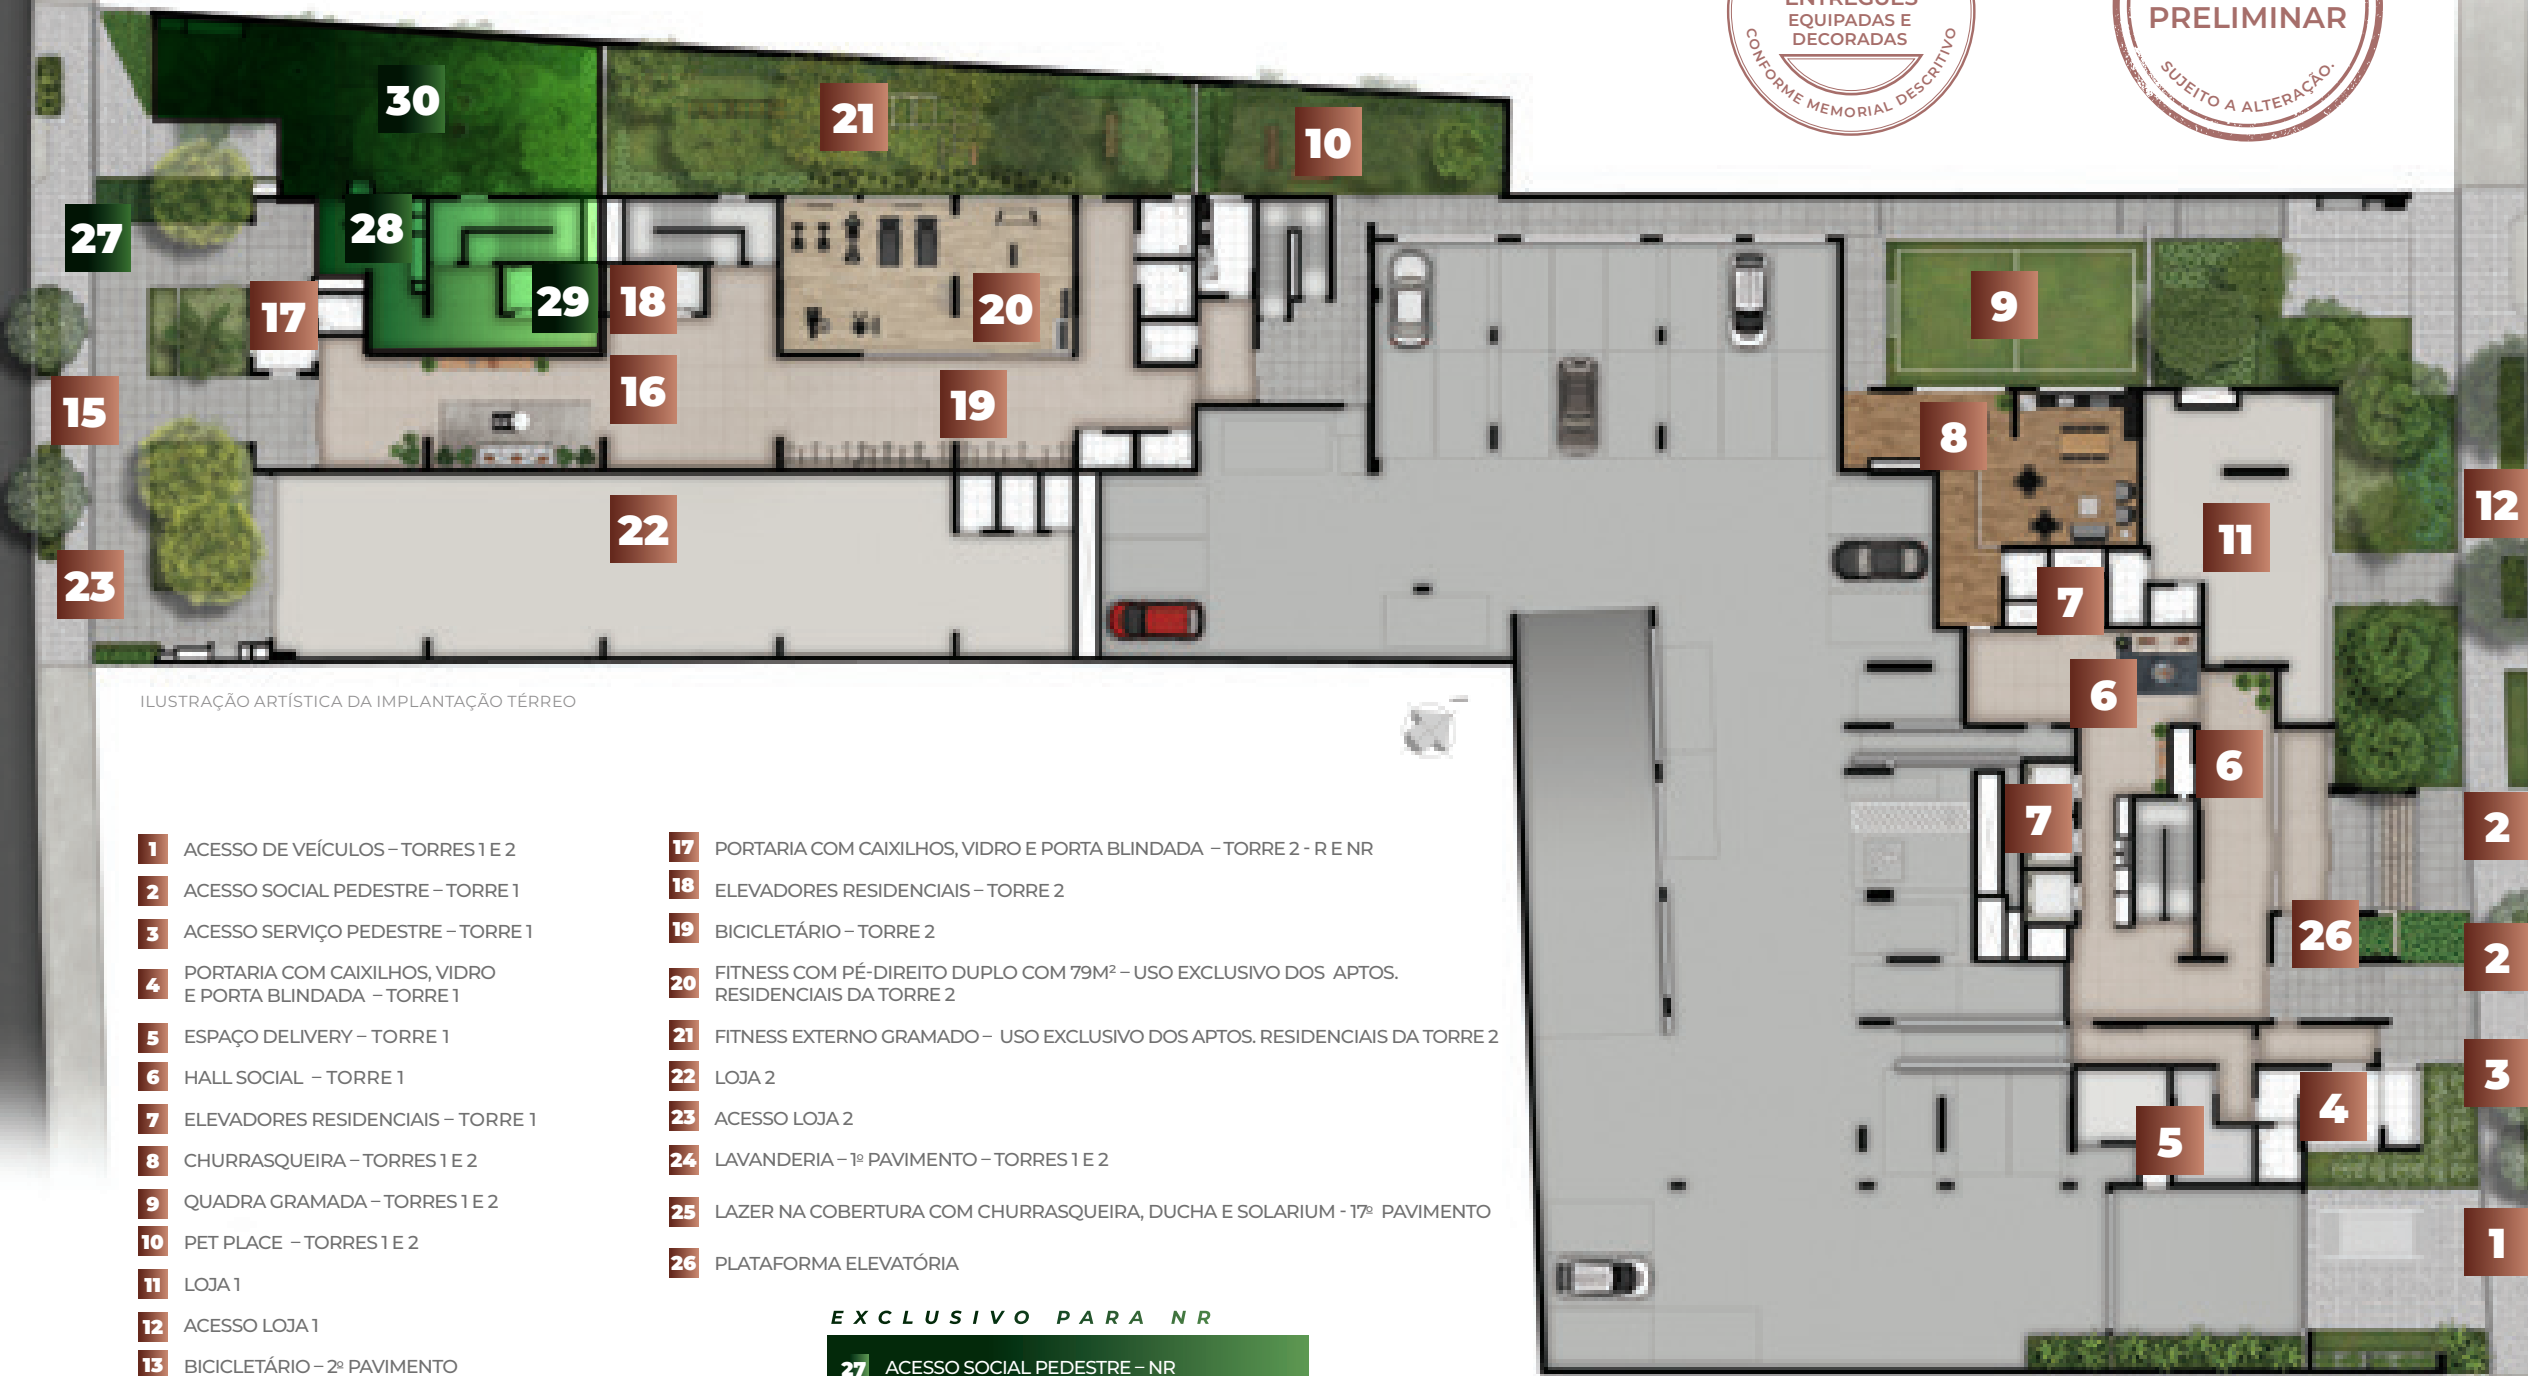 ENTREGUES
EQUIPADAS E
DECORADAS
CONFORME MEMORIAL DESCRITIVO
PRELIMINAR
SUJEITO A ALTERAÇÃO.
30
21
10
27
28
29
18
17
20
9
15
16
19
8
12
22
11
23
7
6
6
7
2
26
2
3
4
5
1
ILUSTRAÇÃO ARTÍSTICA DA IMPLANTAÇÃO TÉRREO
1 ACESSO DE VEÍCULOS – TORRES 1 E 2
2 ACESSO SOCIAL PEDESTRE – TORRE 1
3 ACESSO SERVIÇO PEDESTRE – TORRE 1
4 PORTARIA COM CAIXILHOS, VIDRO
E PORTA BLINDADA – TORRE 1
5 ESPAÇO DELIVERY – TORRE 1
6 HALL SOCIAL – TORRE 1
7 ELEVADORES RESIDENCIAIS – TORRE 1
8 CHURRASQUEIRA – TORRES 1 E 2
9 QUADRA GRAMADA – TORRES 1 E 2
10 PET PLACE – TORRES 1 E 2
11 LOJA 1
12 ACESSO LOJA 1
13 BICICLETÁRIO – 2º PAVIMENTO
17 PORTARIA COM CAIXILHOS, VIDRO E PORTA BLINDADA – TORRE 2 - R E NR
18 ELEVADORES RESIDENCIAIS – TORRE 2
19 BICICLETÁRIO – TORRE 2
20 FITNESS COM PÉ-DIREITO DUPLO COM 79M² – USO EXCLUSIVO DOS APTOS.
RESIDENCIAIS DA TORRE 2
21 FITNESS EXTERNO GRAMADO – USO EXCLUSIVO DOS APTOS. RESIDENCIAIS DA TORRE 2
22 LOJA 2
23 ACESSO LOJA 2
24 LAVANDERIA – 1º PAVIMENTO – TORRES 1 E 2
25 LAZER NA COBERTURA COM CHURRASQUEIRA, DUCHA E SOLARIUM - 17º PAVIMENTO
26 PLATAFORMA ELEVATÓRIA
EXCLUSIVO PARA NR
27 ACESSO SOCIAL PEDESTRE – NR